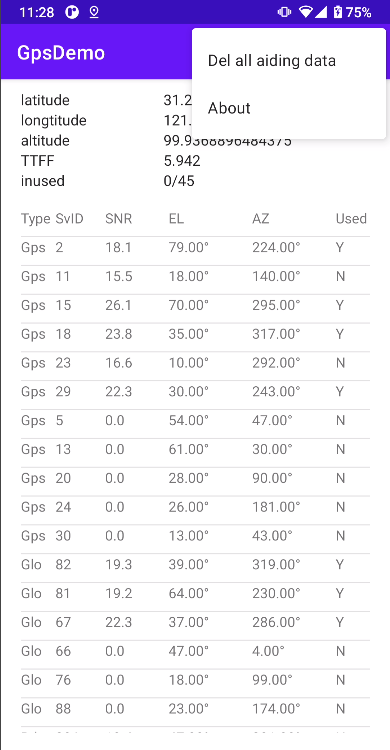 11:28 75%
GpsDemo
Del all aiding data
About
latitude 31.2
longtitude 121.
altitude 99.9368896484375
TTFF 5.942
inused 0/45
Type SvID SNR EL AZ Used
Gps 2 18.1 79.00° 224.00° Y
Gps 11 15.5 18.00° 140.00° N
Gps 15 26.1 70.00° 295.00° Y
Gps 18 23.8 35.00° 317.00° Y
Gps 23 16.6 10.00° 292.00° N
Gps 29 22.3 30.00° 243.00° Y
Gps 5 0.0 54.00° 47.00° N
Gps 13 0.0 61.00° 30.00° N
Gps 20 0.0 28.00° 90.00° N
Gps 24 0.0 26.00° 181.00° N
Gps 30 0.0 13.00° 43.00° N
Glo 82 19.3 39.00° 319.00° Y
Glo 81 19.2 64.00° 230.00° Y
Glo 67 22.3 37.00° 286.00° Y
Glo 66 0.0 47.00° 4.00° N
Glo 76 0.0 18.00° 99.00° N
Glo 88 0.0 23.00° 174.00° N